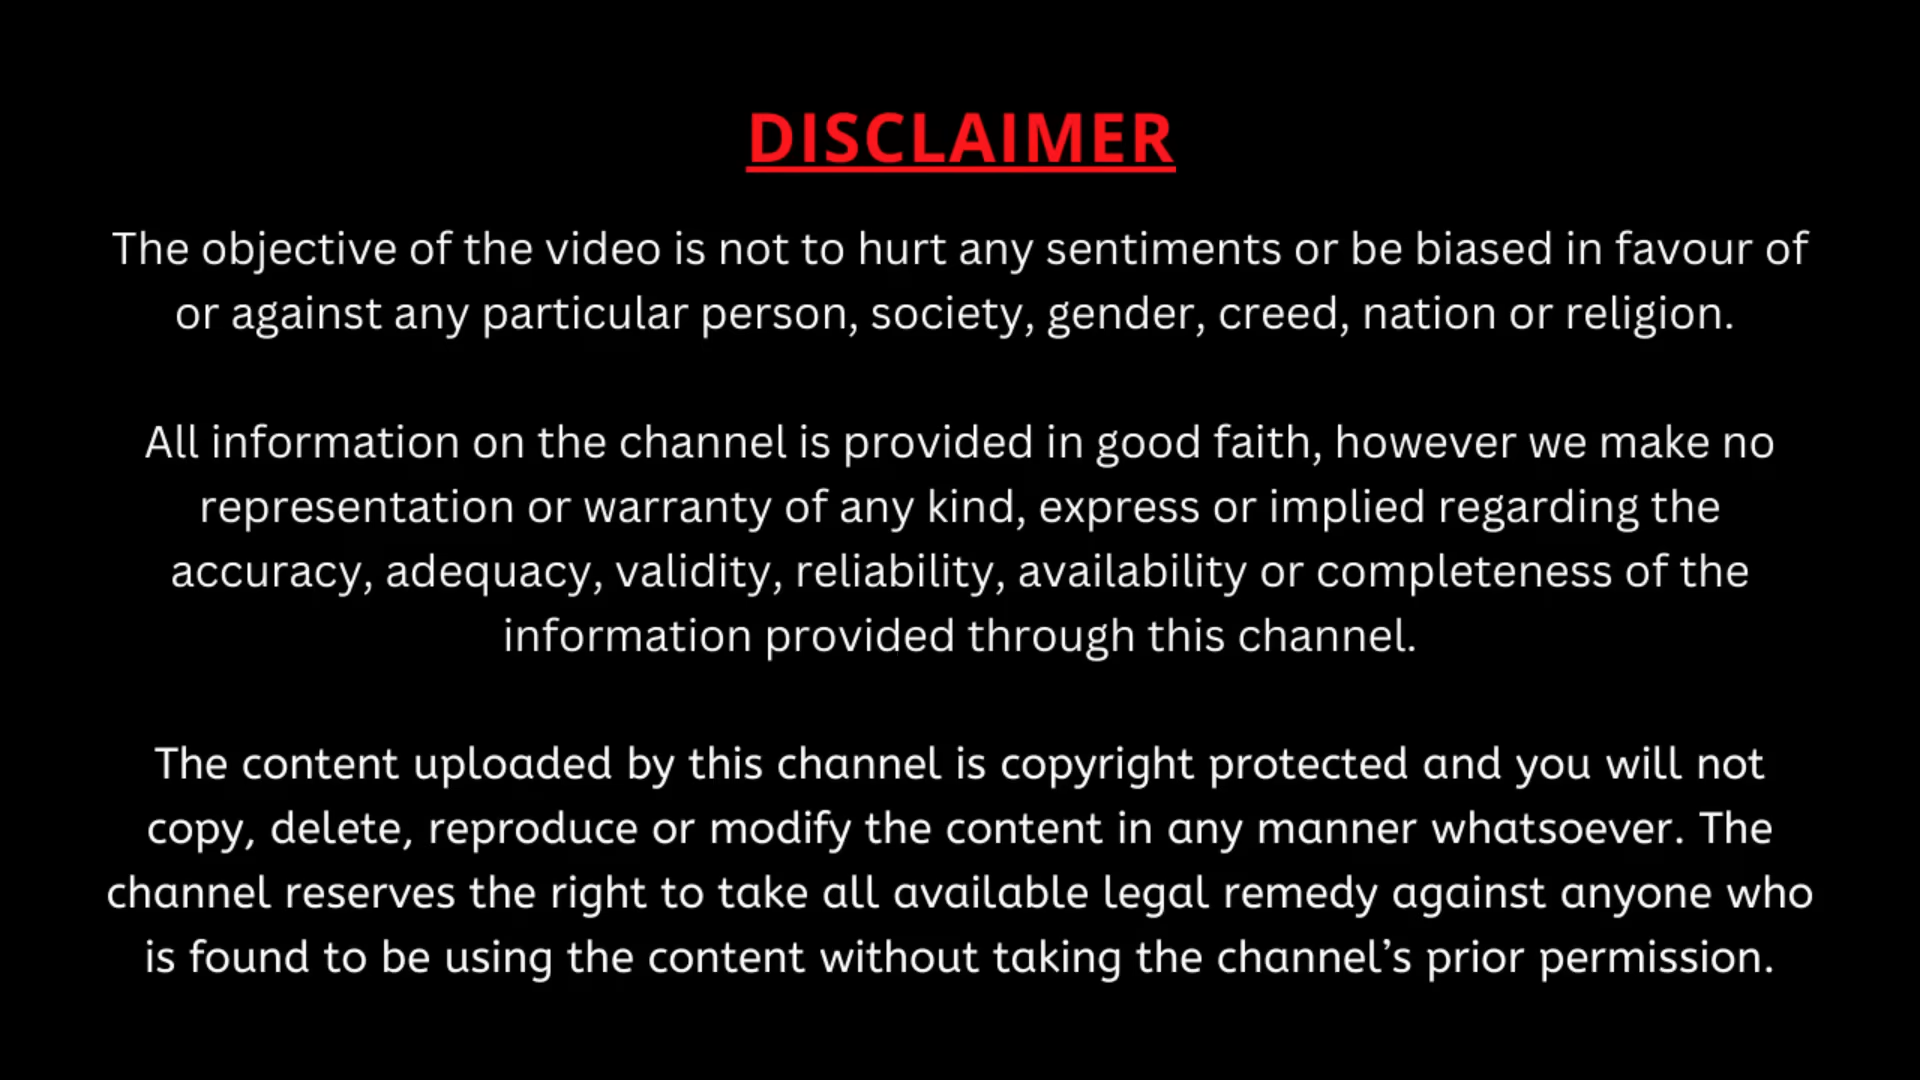 DISCLAIMER
The objective of the video is not to hurt any sentiments or be biased in favour of
or against any particular person, society, gender, creed, nation or religion.
All information on the channel is provided in good faith, however we make no
representation or warranty of any kind, express or implied regarding the
accuracy, adequacy, validity, reliability, availability or completeness of the
information provided through this channel.
The content uploaded by this channel is copyright protected and you will not
copy, delete, reproduce or modify the content in any manner whatsoever. The
channel reserves the right to take all available legal remedy against anyone who
is found to be using the content without taking the channel’s prior permission.